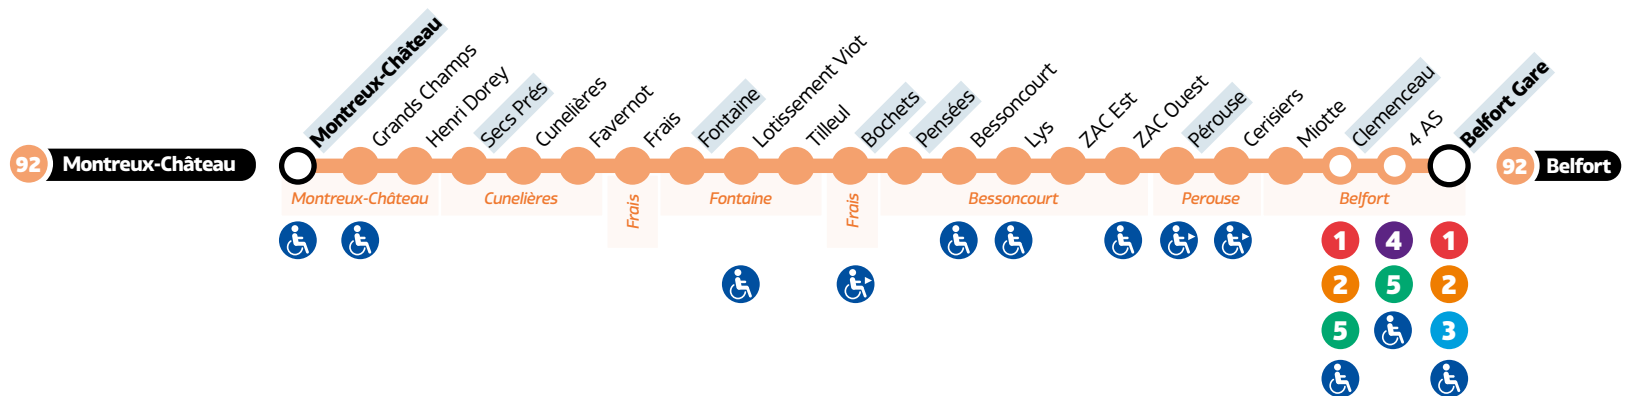 92 Montreux-Château
Montreux-Château
Grands Champs
Henri Dorey
Secs Prés
Cunelières
Favernot
Frais
Fontaine
Lotissement Viot
Tilleul
Bochets
Pensées
Bessoncourt
Lys
ZAC Est
ZAC Ouest
Pérouse
Cerisiers
Miotte
Clemenceau
4 AS
Belfort Gare
92 Belfort
Montreux-Château
Cunelières
Frais
Fontaine
Frais
Bessoncourt
Perouse
Belfort
1 4 1
2 5 2
5 3